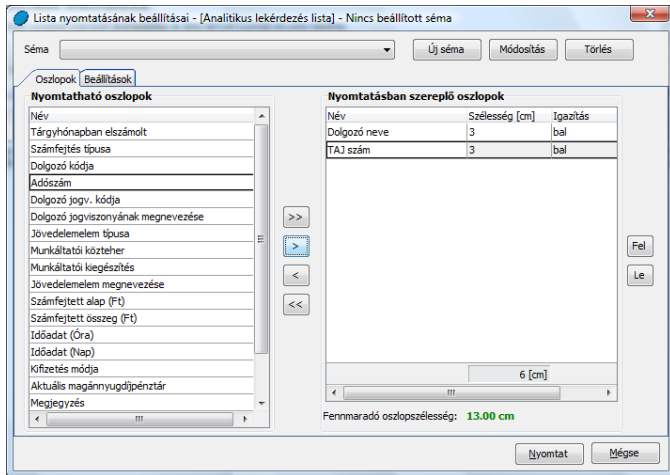 Lista nyomtatásának beállításai - [Analitikus lekérdezés lista] - Nincs beállított séma
Séma
Új séma
Módosítás
Törlés
Oszlopok
Beállítások
Nyomtatható oszlopok
Név
Tárgyhónapban elszámolt
Számfejtés típusa
Dolgozó kódja
Adószám
Dolgozó jogv. kódja
Dolgozó jogviszonyának megnevezése
Jövedelemelem típusa
Munkáltatói közteher
Munkáltatói kiegészítés
Jövedelemelem megnevezése
Számfejtett alap (Ft)
Számfejtett összeg (Ft)
Időadat (Óra)
Időadat (Nap)
Kifizetés módja
Aktuális magánnyugdíjpénztár
Megjegyzés
>>
>
<
<<
Nyomtatásban szereplő oszlopok
Név Szélesség [cm] Igazítás
Dolgozó neve 3 bal
TAJ szám 3 bal
6 [cm]
Fennmaradó oszlopszélesség: 13.00 cm
Fel
Le
Nyomtat
Mégse